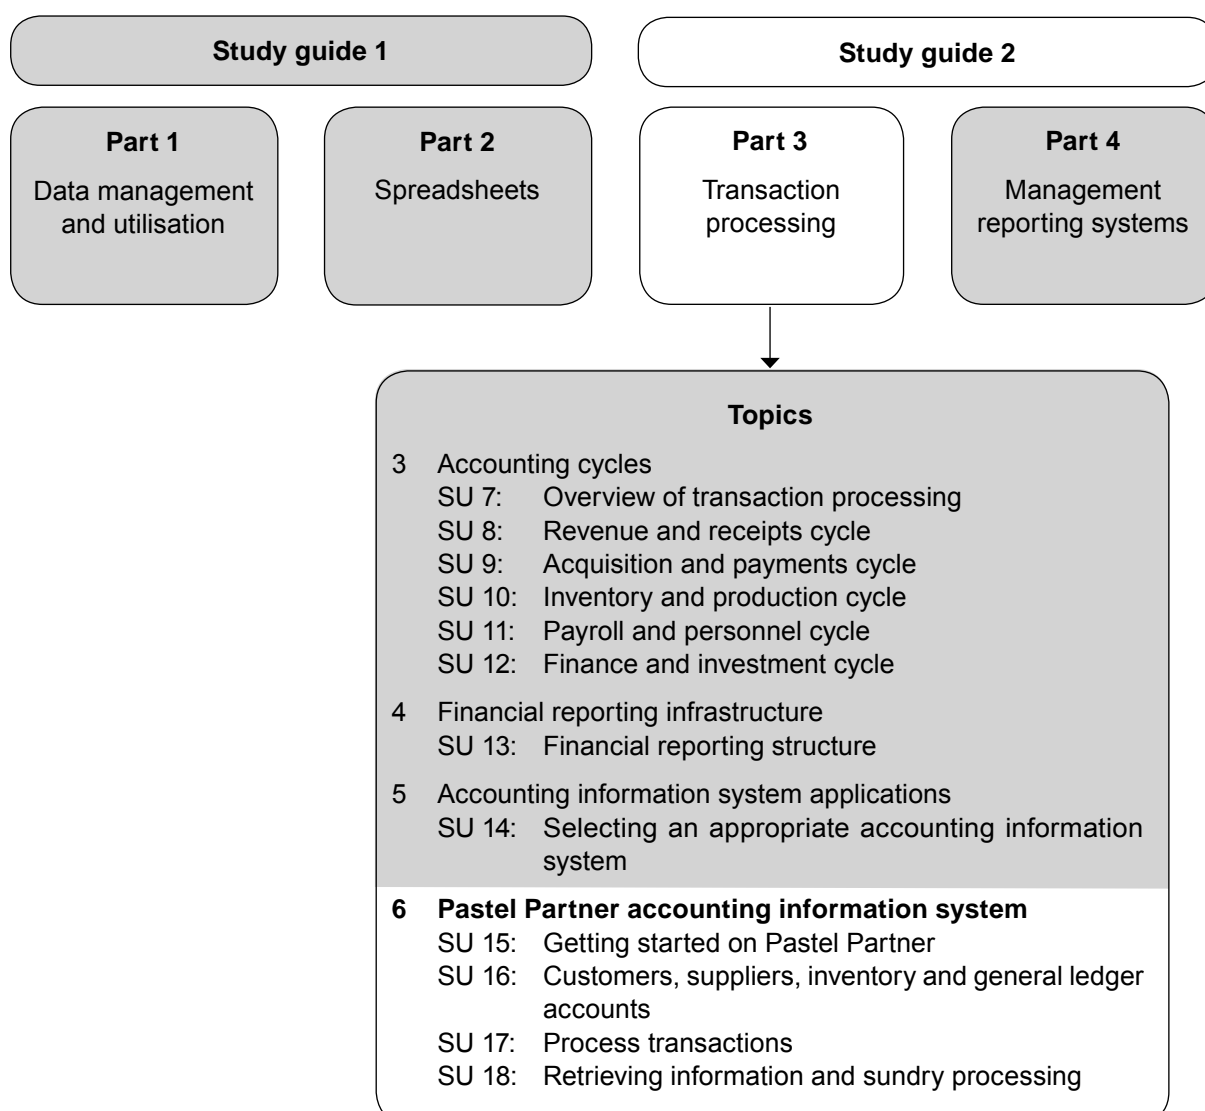 Study guide 1
Study guide 2
Part 1
Data management
and utilisation
Part 2
Spreadsheets
Part 3
Transaction
processing
Part 4
Management
reporting systems
Topics
3 Accounting cycles
SU 7: Overview of transaction processing
SU 8: Revenue and receipts cycle
SU 9: Acquisition and payments cycle
SU 10: Inventory and production cycle
SU 11: Payroll and personnel cycle
SU 12: Finance and investment cycle
4 Financial reporting infrastructure
SU 13: Financial reporting structure
5 Accounting information system applications
SU 14: Selecting an appropriate accounting information
system
6 Pastel Partner accounting information system
SU 15: Getting started on Pastel Partner
SU 16: Customers, suppliers, inventory and general ledger
accounts
SU 17: Process transactions
SU 18: Retrieving information and sundry processing